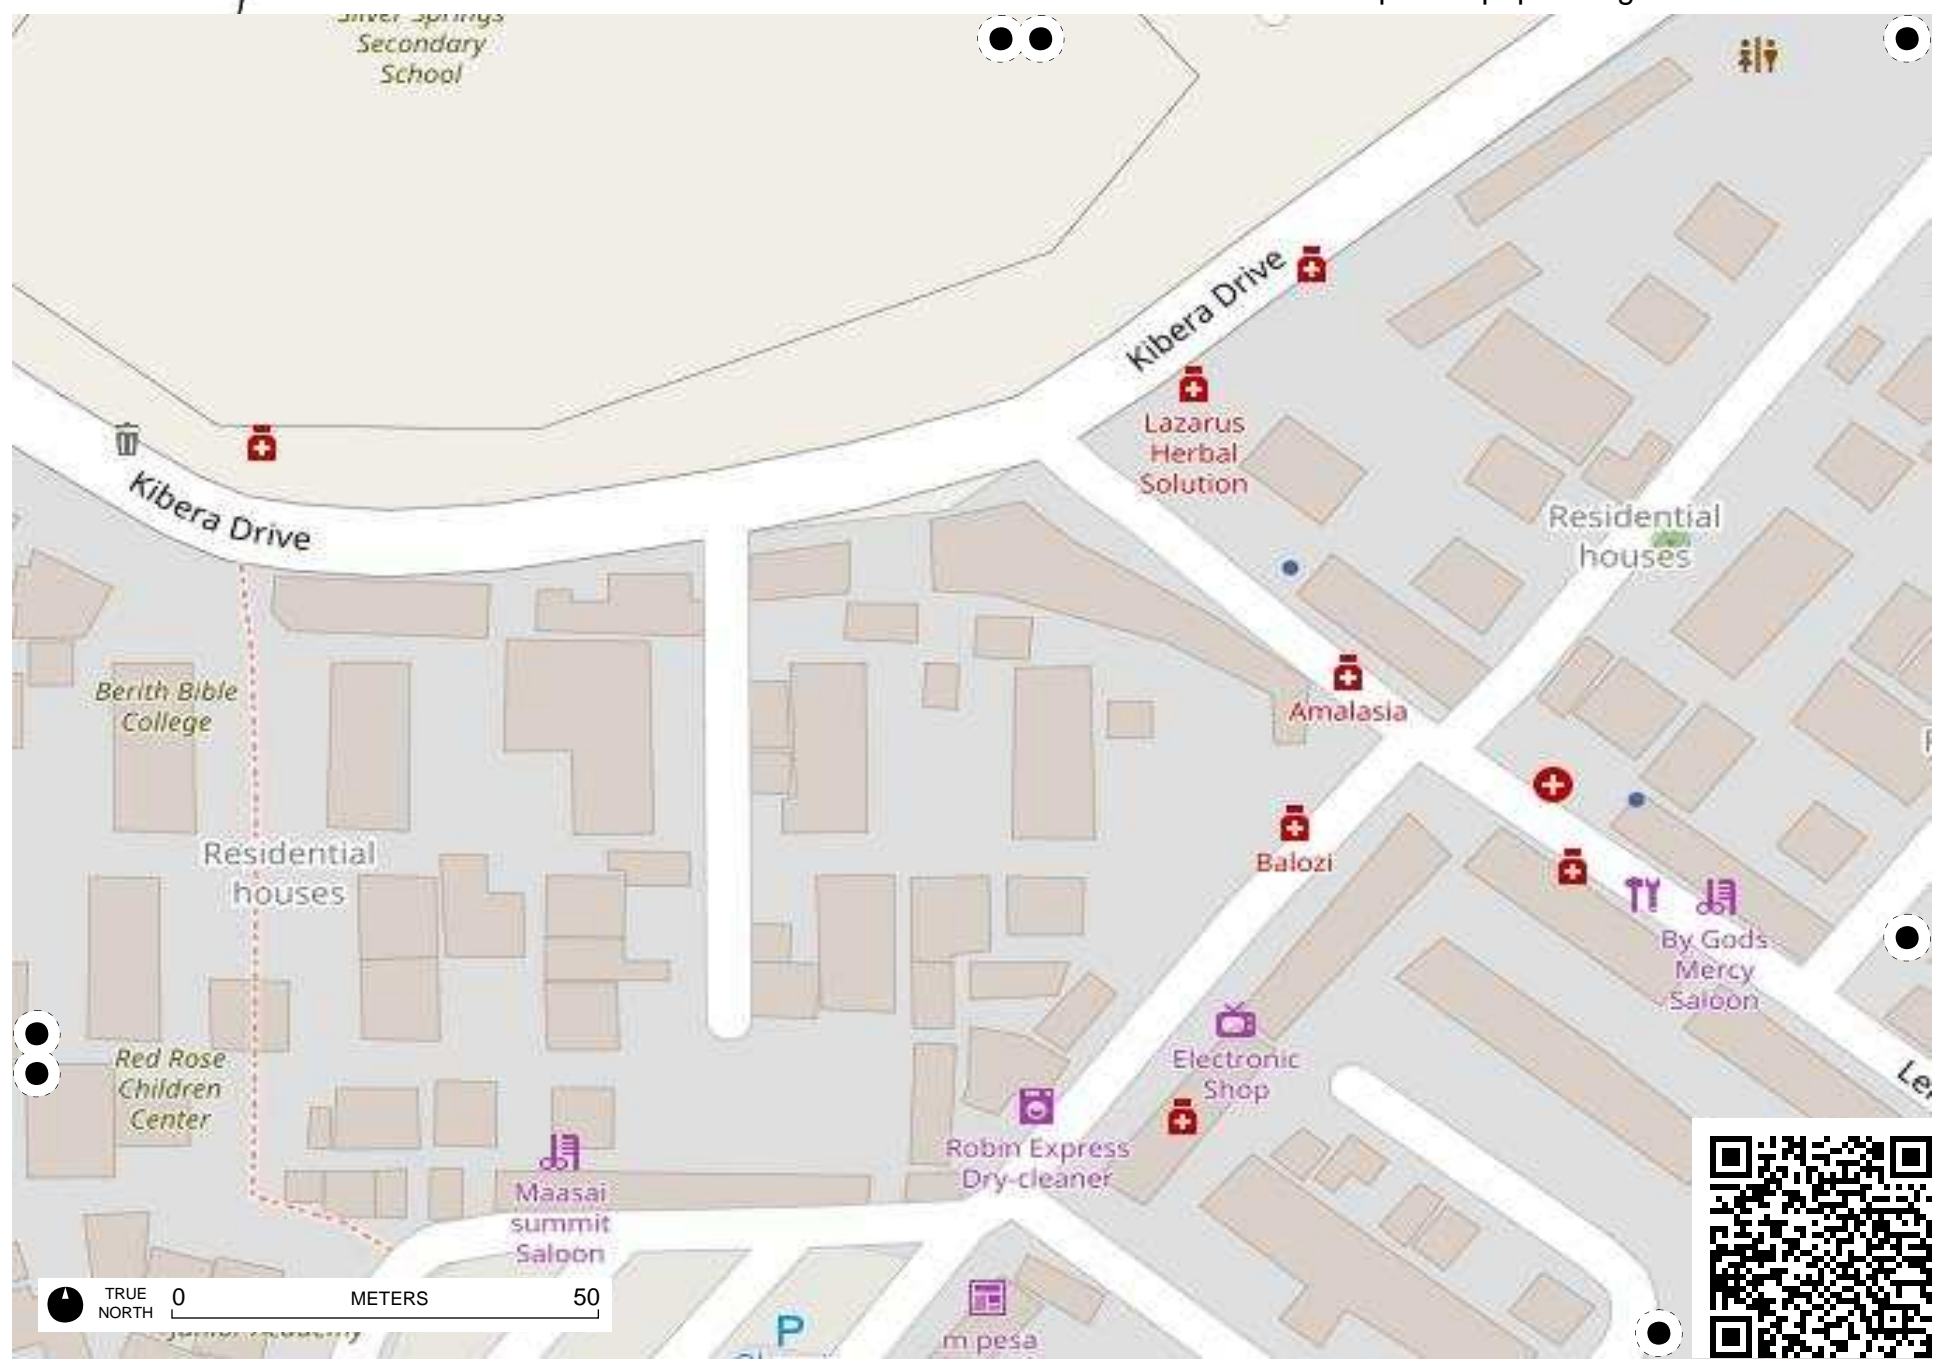 Silver Springs
Secondary
School
Kibera Drive
Lazarus
Herbal
Solution
Kibera Drive
Residential
houses
Berith Bible
College
Amalasia
Residential
houses
Balozi
By Gods
Mercy
Saloon
Electronic
Shop
Red Rose
Children
Center
Robin Express
Dry-cleaner
Maasai
summit
Saloon
TRUE
NORTH
0 METERS 50
P
m pesa